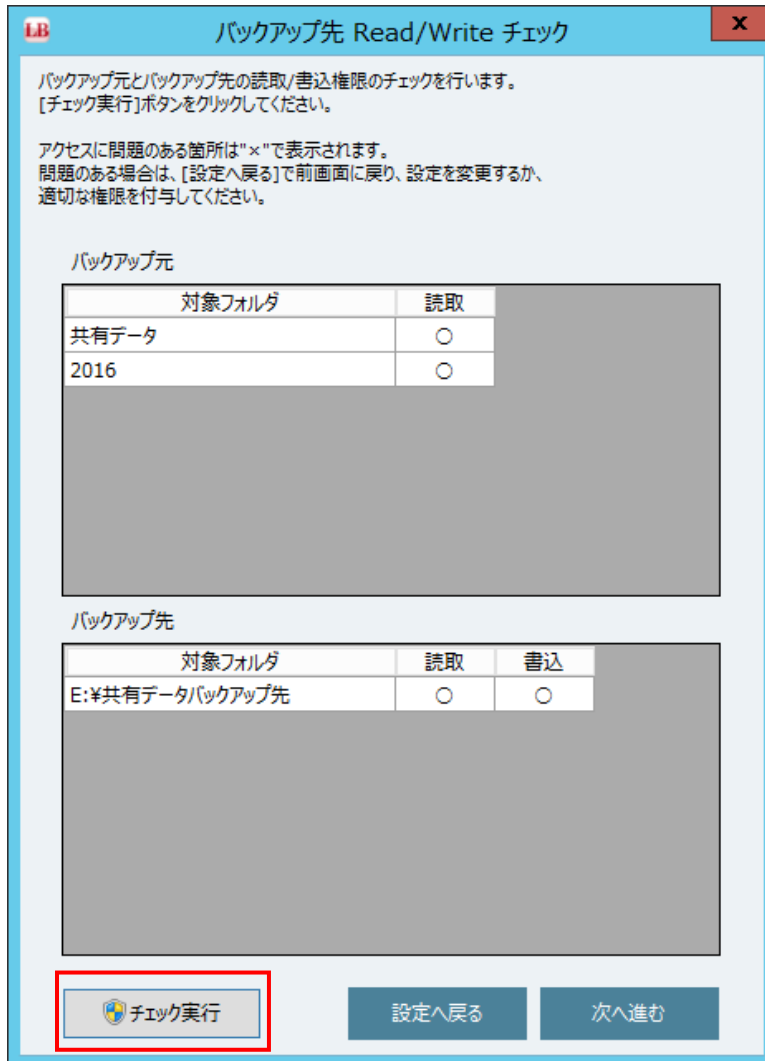 LB バックアップ先 Read/Write チェック x
バックアップ元とバックアップ先の読取/書込権限のチェックを行います。
[チェック実行]ボタンをクリックしてください。
アクセスに問題のある箇所は"×"で表示されます。
問題のある場合は、[設定へ戻る]で前画面に戻り、設定を変更するか、
適切な権限を付与してください。
バックアップ元
対象フォルダ 読取
共有データ ○
2016 ○
バックアップ先
対象フォルダ 読取 書込
E:¥共有データバックアップ先 ○ ○
チェック実行 設定へ戻る 次へ進む